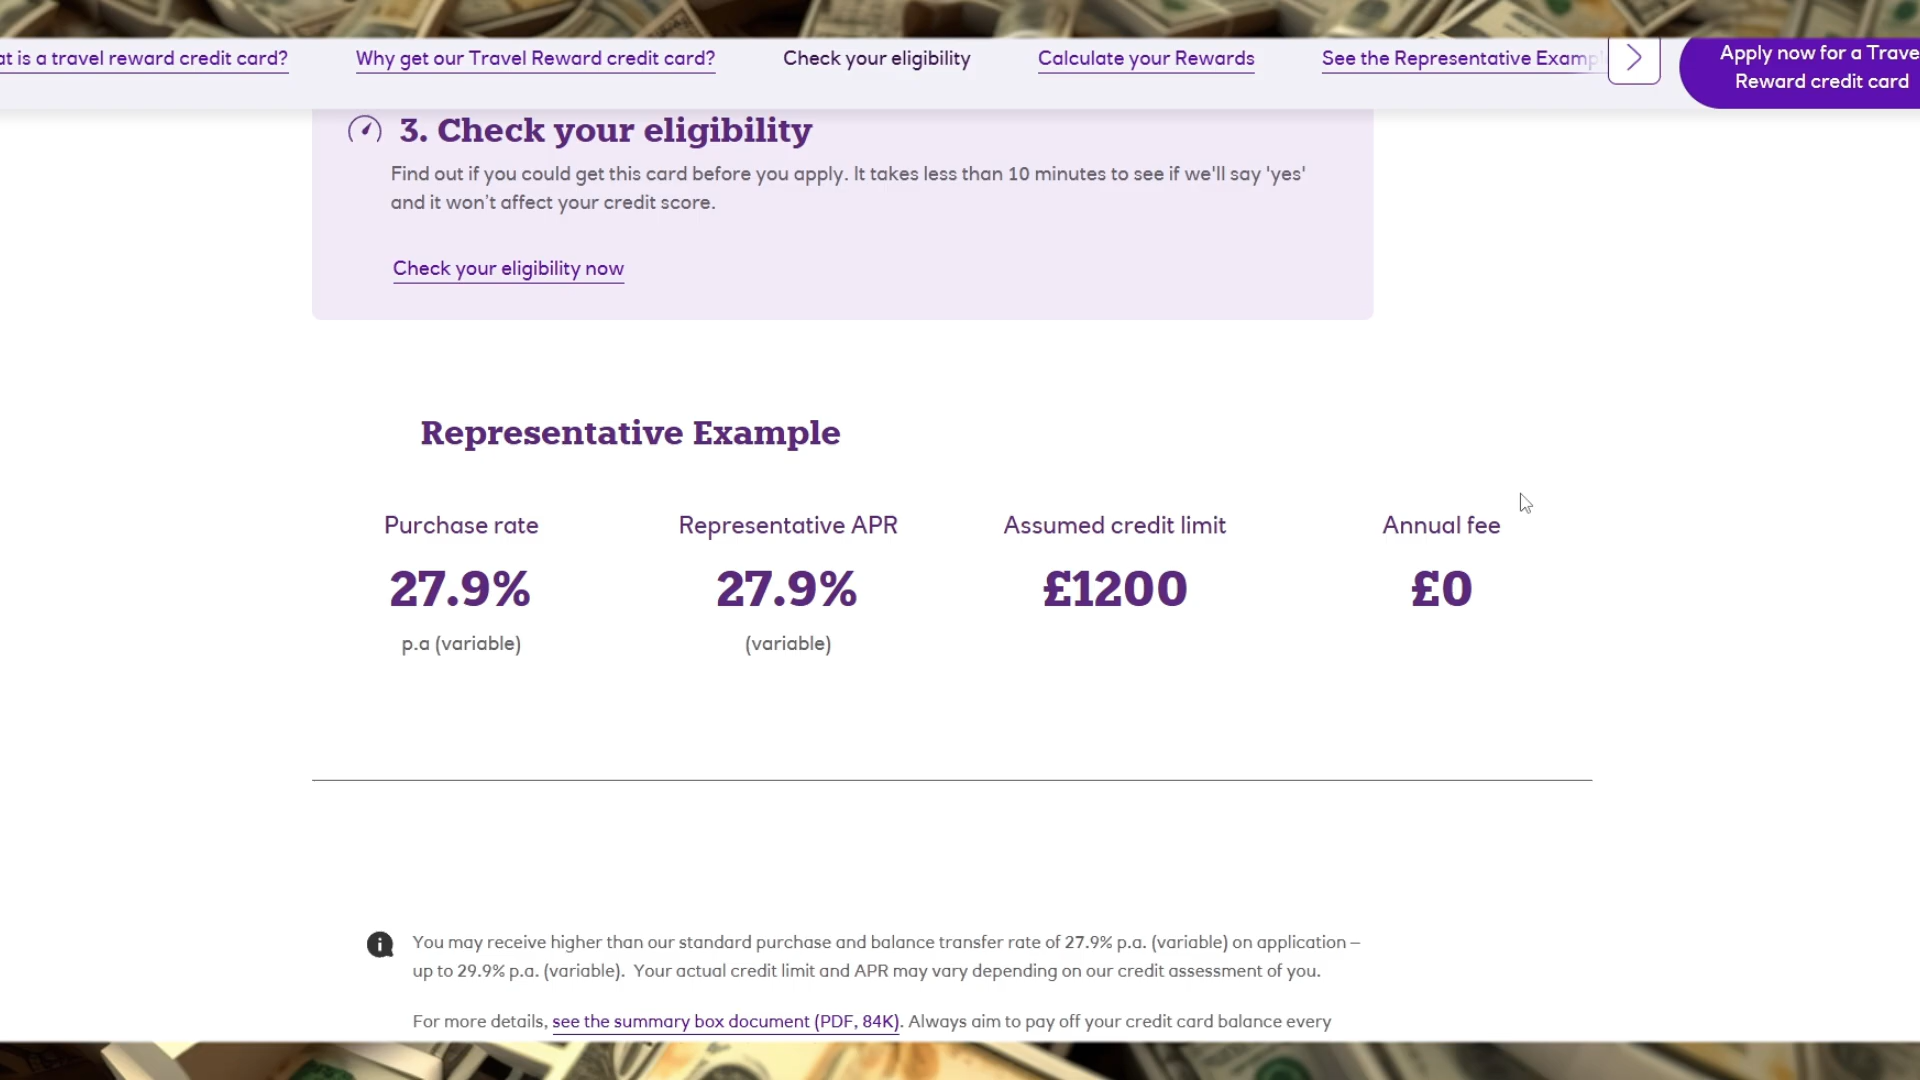 at is a travel reward credit card?
Why get our Travel Reward credit card?
Check your eligibility
Calculate your Rewards
See the Representative Examp
Apply now for a Trave
Reward credit card
3. Check your eligibility
Find out if you could get this card before you apply. It takes less than 10 minutes to see if we'll say 'yes'
and it won't affect your credit score.
Check your eligibility now
Representative Example
Purchase rate
27.9%
p.a (variable)
Representative APR
27.9%
(variable)
Assumed credit limit
£1200
Annual fee
£0
You may receive higher than our standard purchase and balance transfer rate of 27.9% p.a. (variable) on application –
up to 29.9% p.a. (variable). Your actual credit limit and APR may vary depending on our credit assessment of you.
For more details, see the summary box document (PDF, 84K). Always aim to pay off your credit card balance every